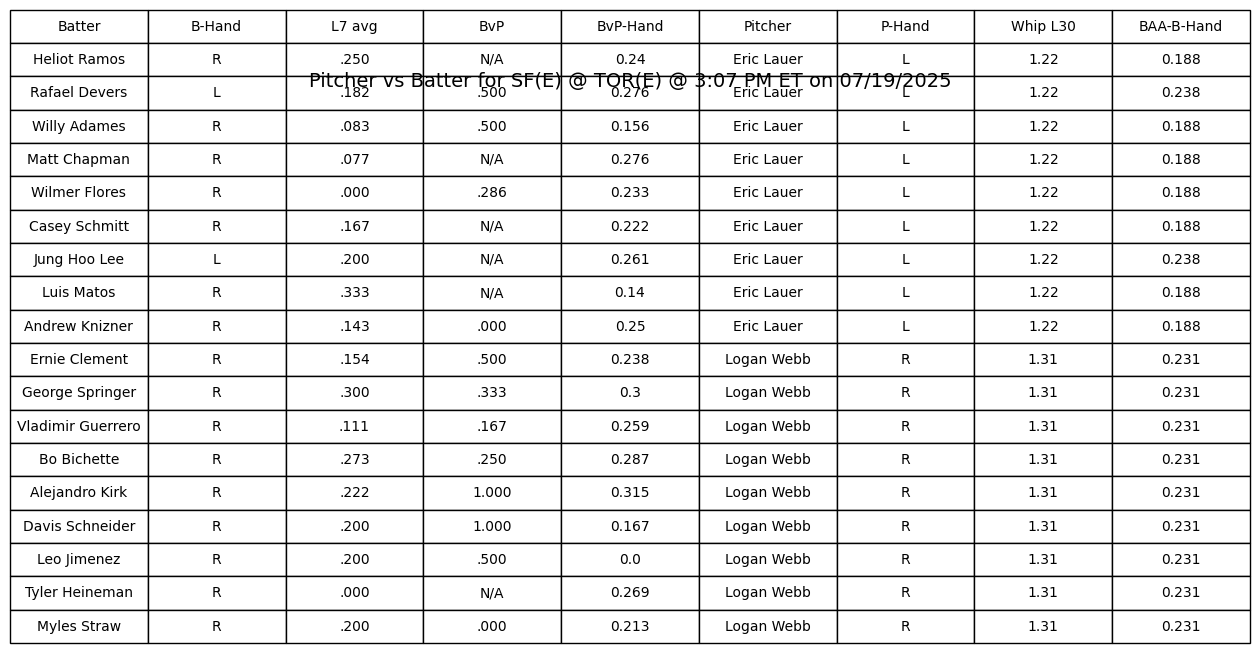 Batter B-Hand L7 avg BvP BvP-Hand Pitcher P-Hand Whip L30 BAA-B-Hand
Heliot Ramos R .250 N/A 0.24 Eric Lauer L 1.22 0.188
Pitcher vs Batter for SF(E) @ TOR(E) @ 3:07 PM ET on 07/19/2025
Rafael Devers L .182 .500 0.276 Eric Lauer L 1.22 0.238
Willy Adames R .083 .500 0.156 Eric Lauer L 1.22 0.188
Matt Chapman R .077 N/A 0.276 Eric Lauer L 1.22 0.188
Wilmer Flores R .000 .286 0.233 Eric Lauer L 1.22 0.188
Casey Schmitt R .167 N/A 0.222 Eric Lauer L 1.22 0.188
Jung Hoo Lee L .200 N/A 0.261 Eric Lauer L 1.22 0.238
Luis Matos R .333 N/A 0.14 Eric Lauer L 1.22 0.188
Andrew Knizner R .143 .000 0.25 Eric Lauer L 1.22 0.188
Ernie Clement R .154 .500 0.238 Logan Webb R 1.31 0.231
George Springer R .300 .333 0.3 Logan Webb R 1.31 0.231
Vladimir Guerrero R .111 .167 0.259 Logan Webb R 1.31 0.231
Bo Bichette R .273 .250 0.287 Logan Webb R 1.31 0.231
Alejandro Kirk R .222 1.000 0.315 Logan Webb R 1.31 0.231
Davis Schneider R .200 1.000 0.167 Logan Webb R 1.31 0.231
Leo Jimenez R .200 .500 0.0 Logan Webb R 1.31 0.231
Tyler Heineman R .000 N/A 0.269 Logan Webb R 1.31 0.231
Myles Straw R .200 .000 0.213 Logan Webb R 1.31 0.231